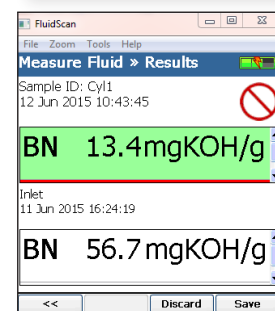 FluidScan
File Zoom Tools Help
Measure Fluid » Results
Sample ID: Cyl1
12 Jun 2015 10:43:45
BN 13.4mgKOH/g
Inlet
11 Jun 2015 16:24:19
BN 56.7mgKOH/g
<< Discard Save